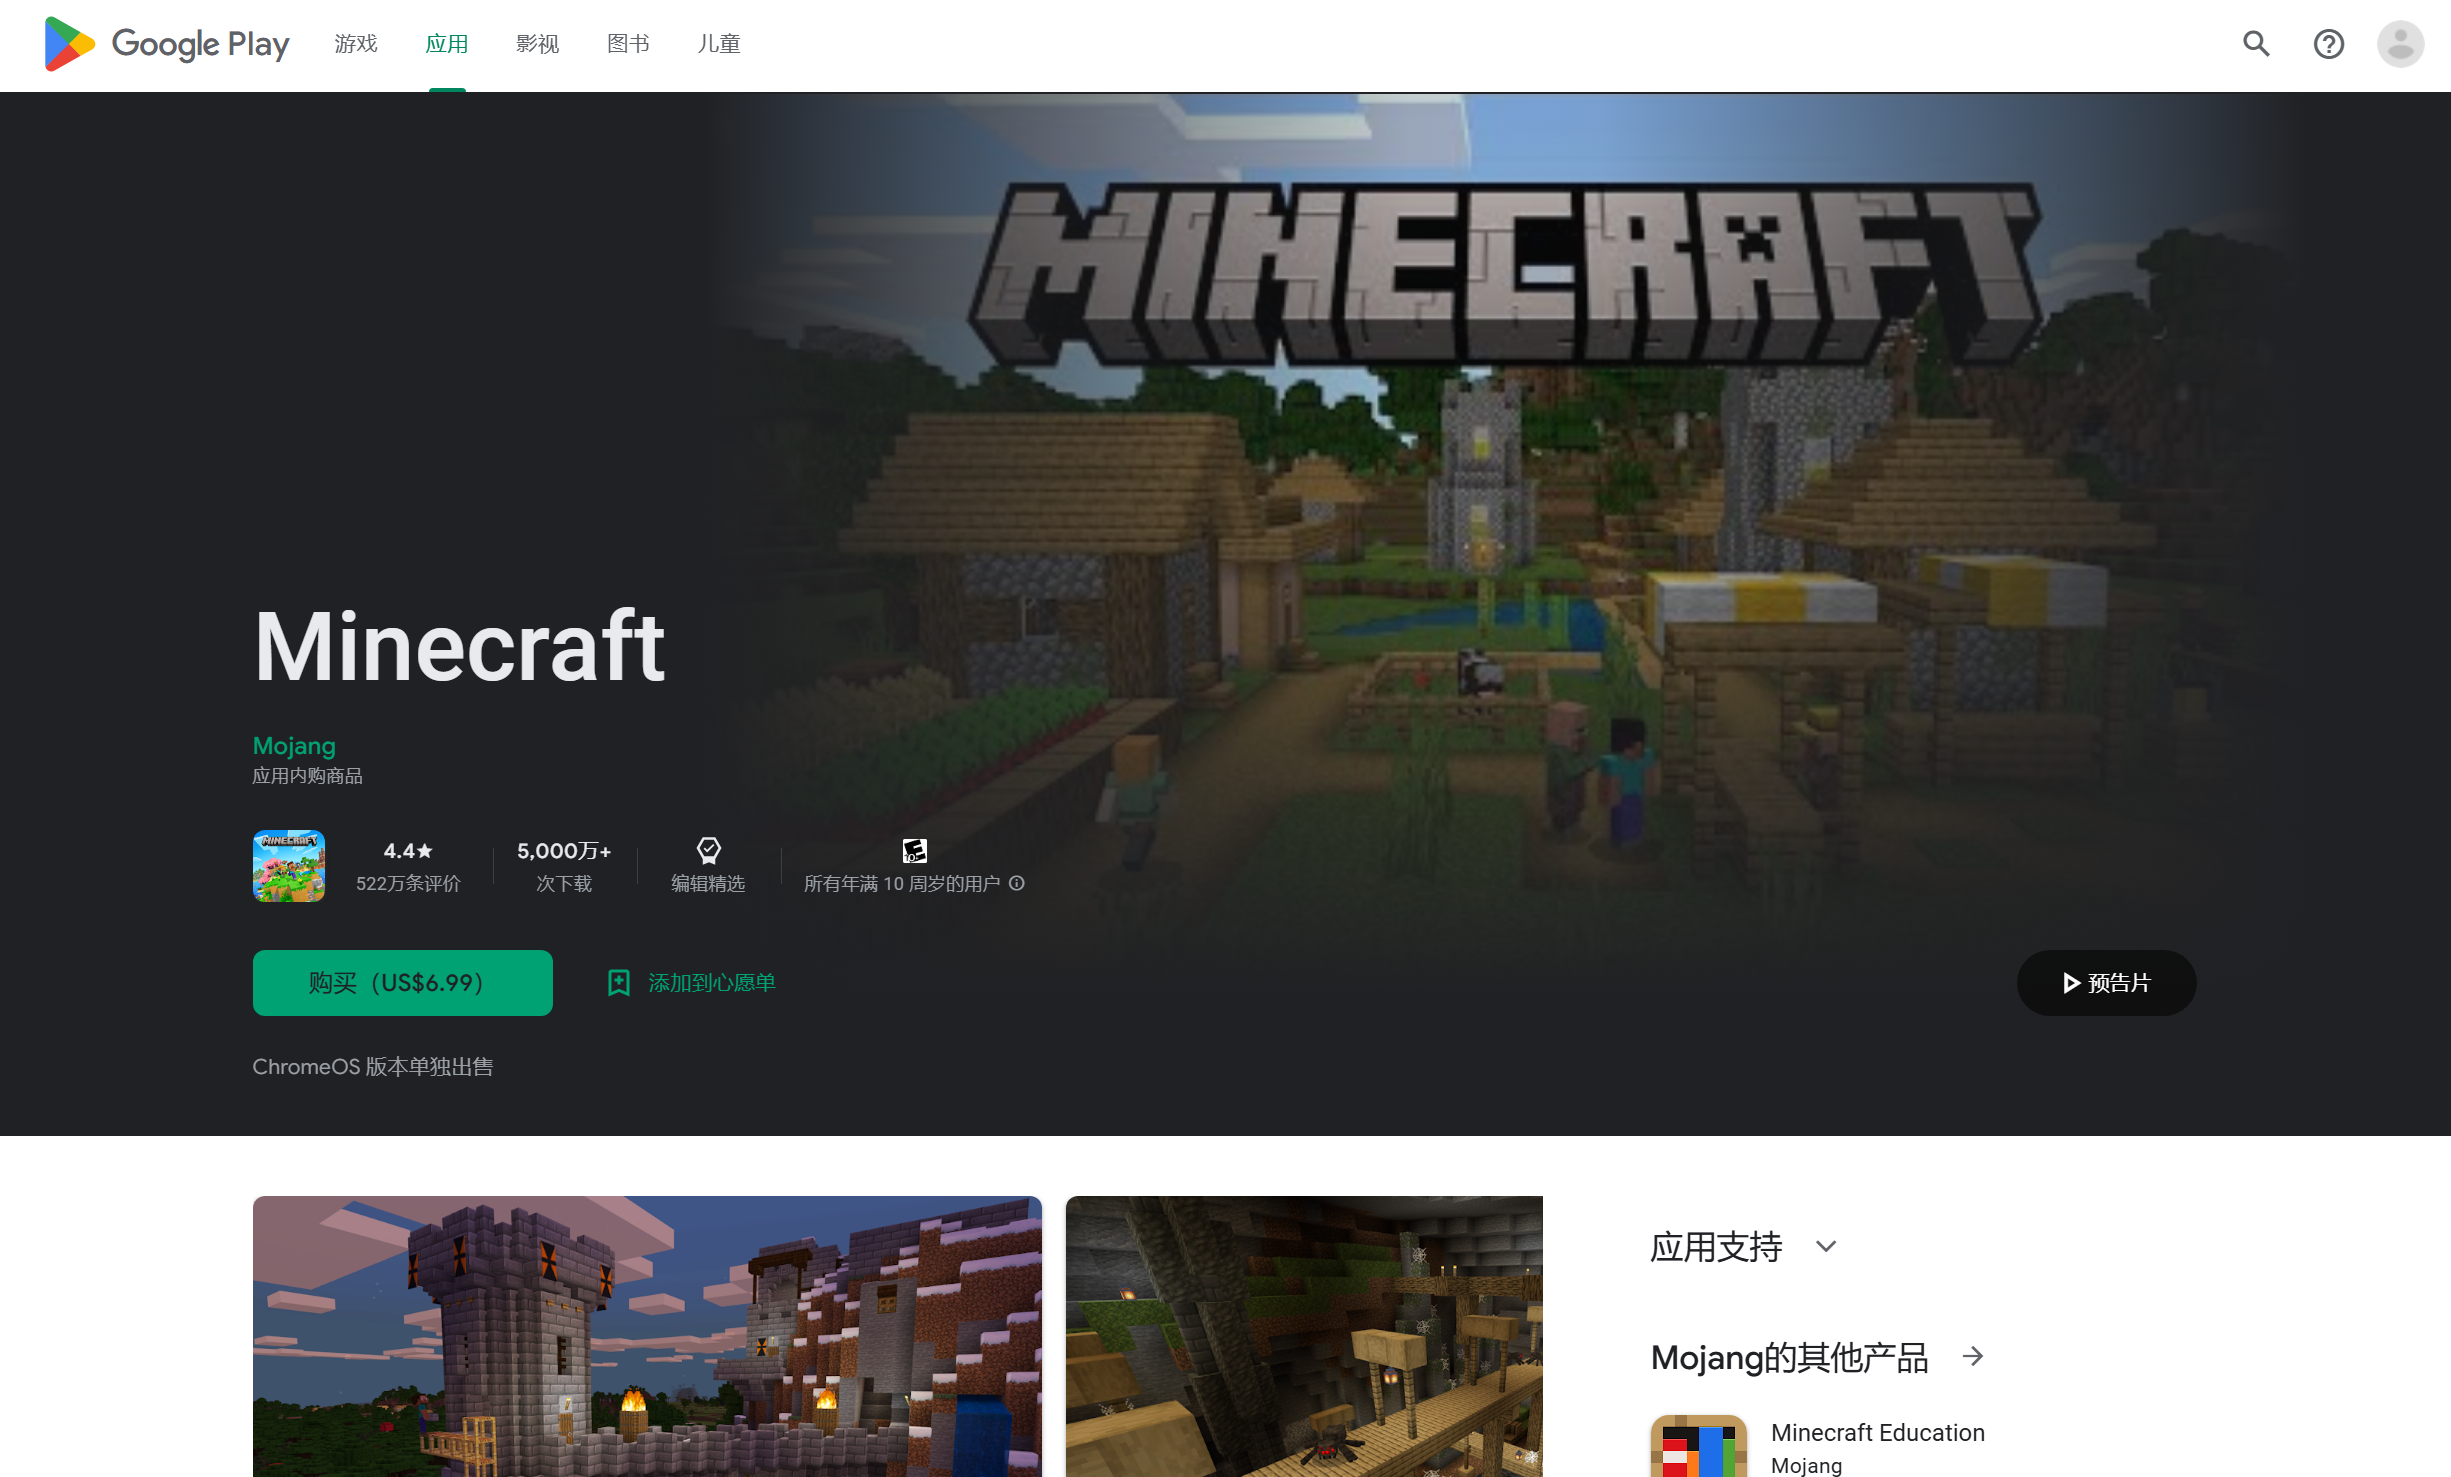 Google Play 游戏 应用 影视 图书 儿童
MINECRAFT
Minecraft
Mojang
应用内购商品
MINECRAFT
4.4★ 5,000万+ E 10+
522万条评价 次下载 编辑精选 所有年满 10 周岁的用户
购买（US$6.99） 添加到心愿单 预告片
ChromeOS 版本单独出售
应用支持
Mojang的其他产品
Minecraft Education
Mojang